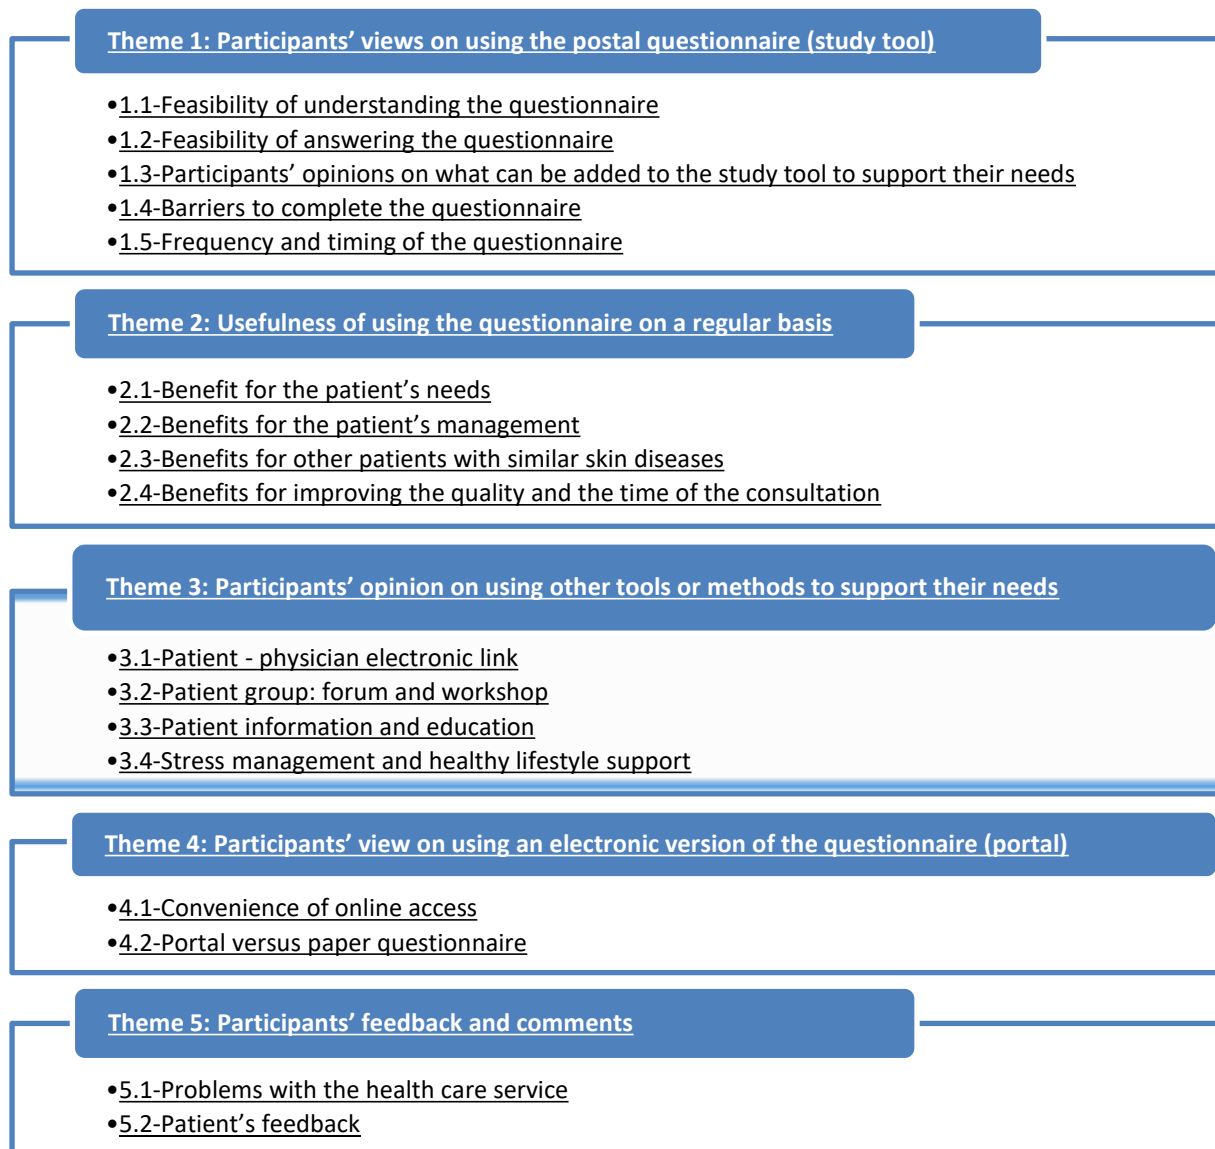 Theme 1: Participants’ views on using the postal questionnaire (study tool)
•1.1-Feasibility of understanding the questionnaire
•1.2-Feasibility of answering the questionnaire
•1.3-Participants’ opinions on what can be added to the study tool to support their needs
•1.4-Barriers to complete the questionnaire
•1.5-Frequency and timing of the questionnaire
Theme 2: Usefulness of using the questionnaire on a regular basis
•2.1-Benefit for the patient’s needs
•2.2-Benefits for the patient’s management
•2.3-Benefits for other patients with similar skin diseases
•2.4-Benefits for improving the quality and the time of the consultation
Theme 3: Participants’ opinion on using other tools or methods to support their needs
•3.1-Patient - physician electronic link
•3.2-Patient group: forum and workshop
•3.3-Patient information and education
•3.4-Stress management and healthy lifestyle support
Theme 4: Participants’ view on using an electronic version of the questionnaire (portal)
•4.1-Convenience of online access
•4.2-Portal versus paper questionnaire
Theme 5: Participants’ feedback and comments
•5.1-Problems with the health care service
•5.2-Patient’s feedback